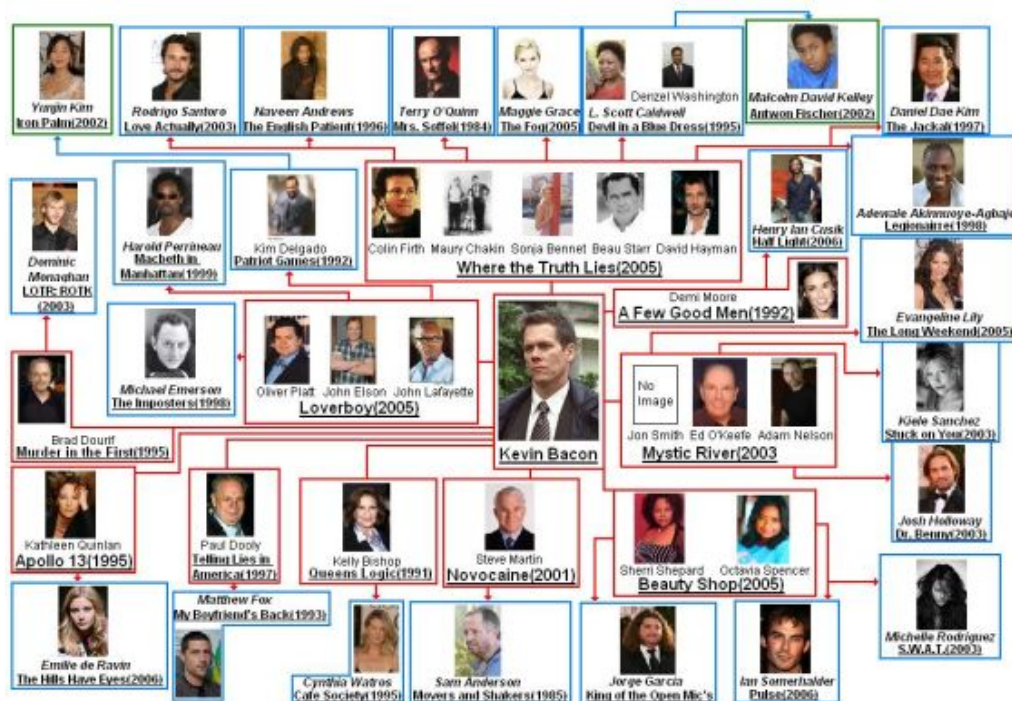 Yunjin Kim
Iron Palm(2002)
Rodrigo Santoro
Love Actually(2003)
Naveen Andrews
The English Patient(1996)
Terry O'Quinn
Mrs. Soffel(1984)
Maggie Grace
The Fog(2005)
Denzel Washington
L. Scott Caldwell
Devil in a Blue Dress(1995)
Malcolm David Kelley
Antwon Fischer(2002)
Daniel Dae Kim
The Jackal(1997)
Dominic
Monaghan
LOTR: ROTK
(2003)
Harold Perrineau
Macbeth in
Manhattan(1999)
Kim Delgado
Patriot Games(1992)
Colin Firth
Maury Chakin
Sonja Bennet
Beau Starr
David Hayman
Where the Truth Lies(2005)
Henry Ian Cusik
Half Light(2006)
Adewale Akinnuoye-Agbaje
Legionairre(1998)
Demi Moore
A Few Good Men(1992)
Evangeline Lily
The Long Weekend(2005)
Michael Emerson
The Imposters(1998)
Oliver Platt
John Elson
John Lafayette
Loverboy(2005)
Kevin Bacon
No
Image
Jon Smith
Ed O'Keefe
Adam Nelson
Mystic River(2003
Kiele Sanchez
Stuck on You(2003)
Brad Dourif
Murder in the First(1995)
Josh Holloway
Dr. Benny(2003)
Kathleen Quinlan
Apollo 13(1995)
Paul Dooly
Telling Lies in
America(1997)
Kelly Bishop
Queens Logic(1991)
Steve Martin
Novocaine(2001)
Sherri Shepard
Octavia Spencer
Beauty Shop(2005)
Michelle Rodriguez
S.W.A.T.(2003)
Emilie de Ravin
The Hills Have Eyes(2006)
Matthew Fox
My Boyfriend's Back(1993)
Cynthia Watros
Cafe Society(1995)
Sam Anderson
Movers and Shakers(1985)
Jorge Garcia
King of the Open Mic's
Ian Somerhalder
Pulse(2006)